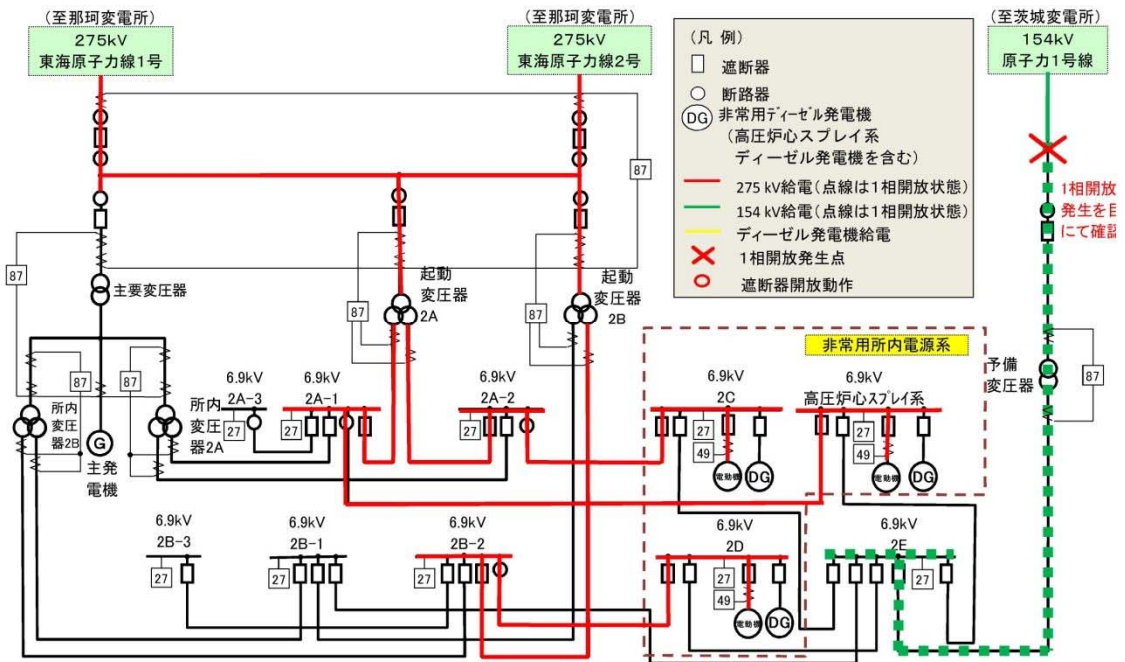 (至那珂変電所)
275kV
東海原子力線1号
(至那珂変電所)
275kV
東海原子力線2号
(至茨城変電所)
154kV
原子力1号線
(凡 例)
遮断器
断路器
DG
非常用ディーゼル発電機
(高圧炉心スプレイ系
ディーゼル発電機を含む)
275 kV給電(点線は1相開放状態)
154 kV給電(点線は1相開放状態)
ディーゼル発電機給電
1相開放発生点
遮断器開放動作
1相開放
発生を目
にて確認
87
87
主要変圧器
87
起動
変圧器
2A
87
起動
変圧器
2B
87
87
所内
変圧
器2B
G
主発
電機
所内
変圧
器2A
6.9kV
2A-3
27
6.9kV
2A-1
27
6.9kV
2A-2
27
非常用所内電源系
6.9kV
2C
27
49
電動機
DG
6.9kV
高圧炉心スプレイ系
27
49
電動機
DG
予備
変圧器
87
6.9kV
2B-3
27
6.9kV
2B-1
27
6.9kV
2B-2
27
6.9kV
2D
27
49
電動機
DG
6.9kV
2E
27